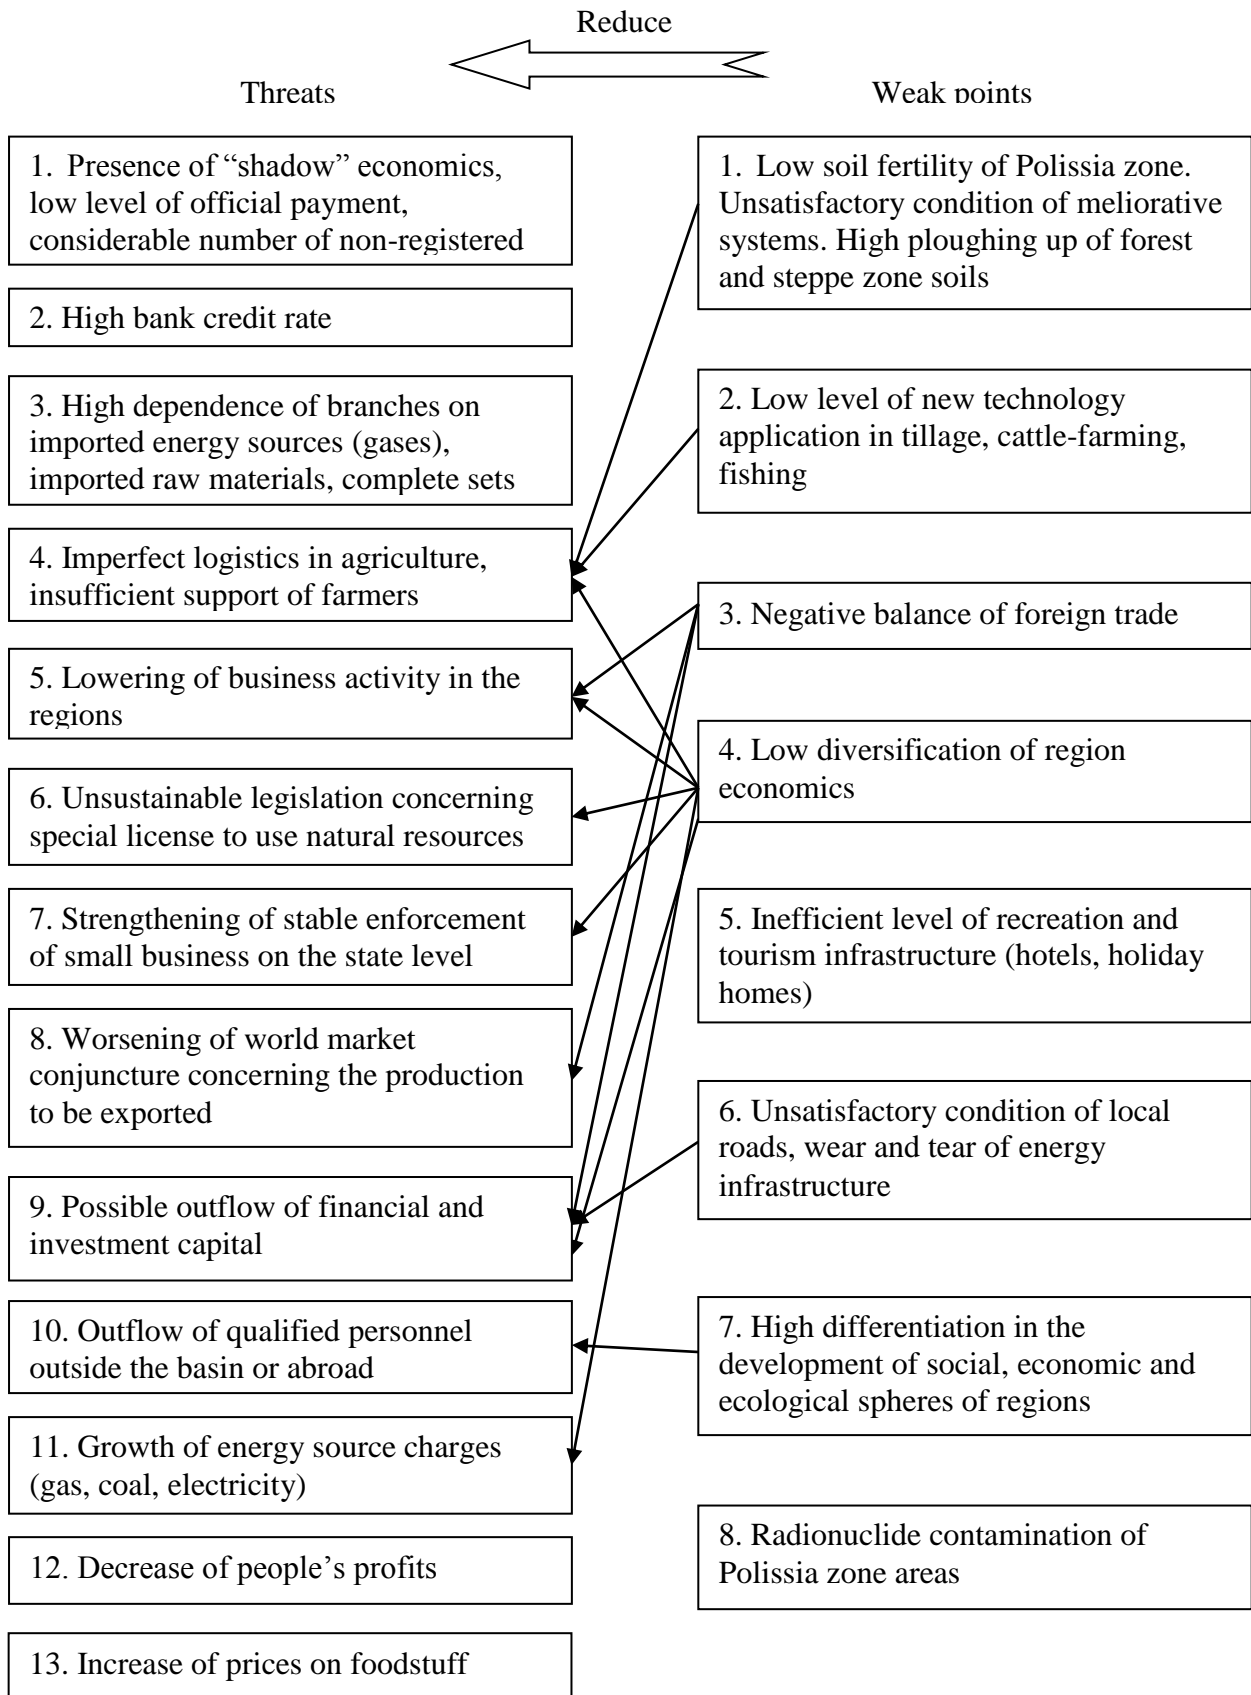 Reduce
Threats
Weak points
1. Presence of “shadow” economics,
low level of official payment,
considerable number of non-registered
2. High bank credit rate
3. High dependence of branches on
imported energy sources (gases),
imported raw materials, complete sets
4. Imperfect logistics in agriculture,
insufficient support of farmers
5. Lowering of business activity in the
regions
6. Unsustainable legislation concerning
special license to use natural resources
7. Strengthening of stable enforcement
of small business on the state level
8. Worsening of world market
conjuncture concerning the production
to be exported
9. Possible outflow of financial and
investment capital
10. Outflow of qualified personnel
outside the basin or abroad
11. Growth of energy source charges
(gas, coal, electricity)
12. Decrease of people’s profits
13. Increase of prices on foodstuff
1. Low soil fertility of Polissia zone.
Unsatisfactory condition of meliorative
systems. High ploughing up of forest
and steppe zone soils
2. Low level of new technology
application in tillage, cattle-farming,
fishing
3. Negative balance of foreign trade
4. Low diversification of region
economics
5. Inefficient level of recreation and
tourism infrastructure (hotels, holiday
homes)
6. Unsatisfactory condition of local
roads, wear and tear of energy
infrastructure
7. High differentiation in the
development of social, economic and
ecological spheres of regions
8. Radionuclide contamination of
Polissia zone areas